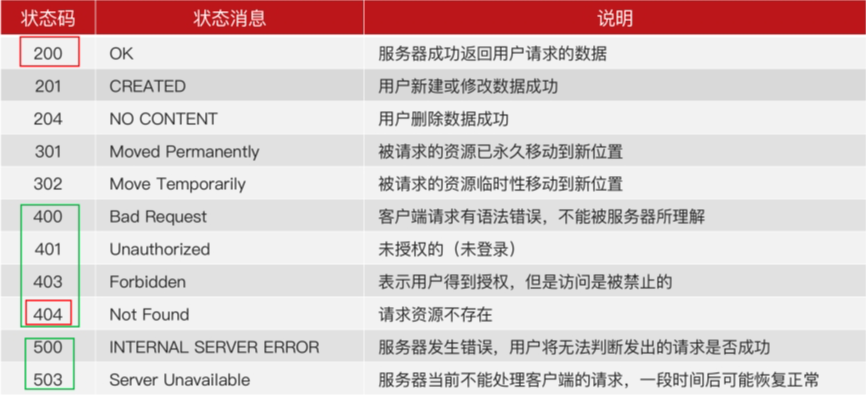 状态码 状态消息 说明
200 OK 服务器成功返回用户请求的数据
201 CREATED 用户新建或修改数据成功
204 NO CONTENT 用户删除数据成功
301 Moved Permanently 被请求的资源已永久移动到新位置
302 Move Temporarily 被请求的资源临时性移动到新位置
400 Bad Request 客户端请求有语法错误，不能被服务器所理解
401 Unauthorized 未授权的（未登录）
403 Forbidden 表示用户得到授权，但是访问是被禁止的
404 Not Found 请求资源不存在
500 INTERNAL SERVER ERROR 服务器发生错误，用户将无法判断发出的请求是否成功
503 Server Unavailable 服务器当前不能处理客户端的请求，一段时间后可能恢复正常